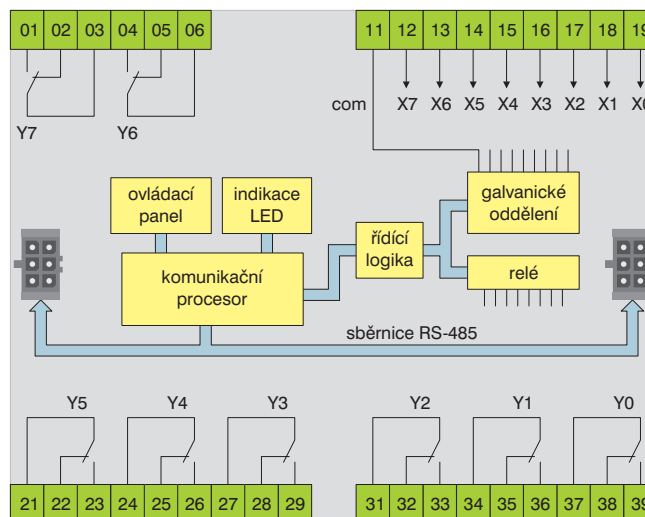 01 02 03 04 05 06
11 12 13 14 15 16 17 18 19
com X7 X6 X5 X4 X3 X2 X1 X0
Y7 Y6
ovládací
panel
indikace
LED
galvanické
oddělení
řídící
logika
komunikační
procesor
relé
sběrnice RS-485
Y5 Y4 Y3 Y2 Y1 Y0
21 22 23 24 25 26 27 28 29
31 32 33 34 35 36 37 38 39